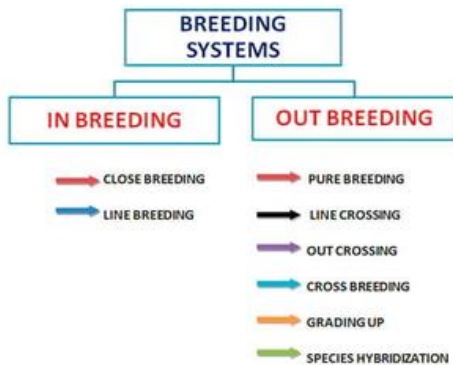 BREEDING
SYSTEMS
IN BREEDING
CLOSE BREEDING
LINE BREEDING
OUT BREEDING
PURE BREEDING
LINE CROSSING
OUT CROSSING
CROSS BREEDING
GRADING UP
SPECIES HYBRIDIZATION